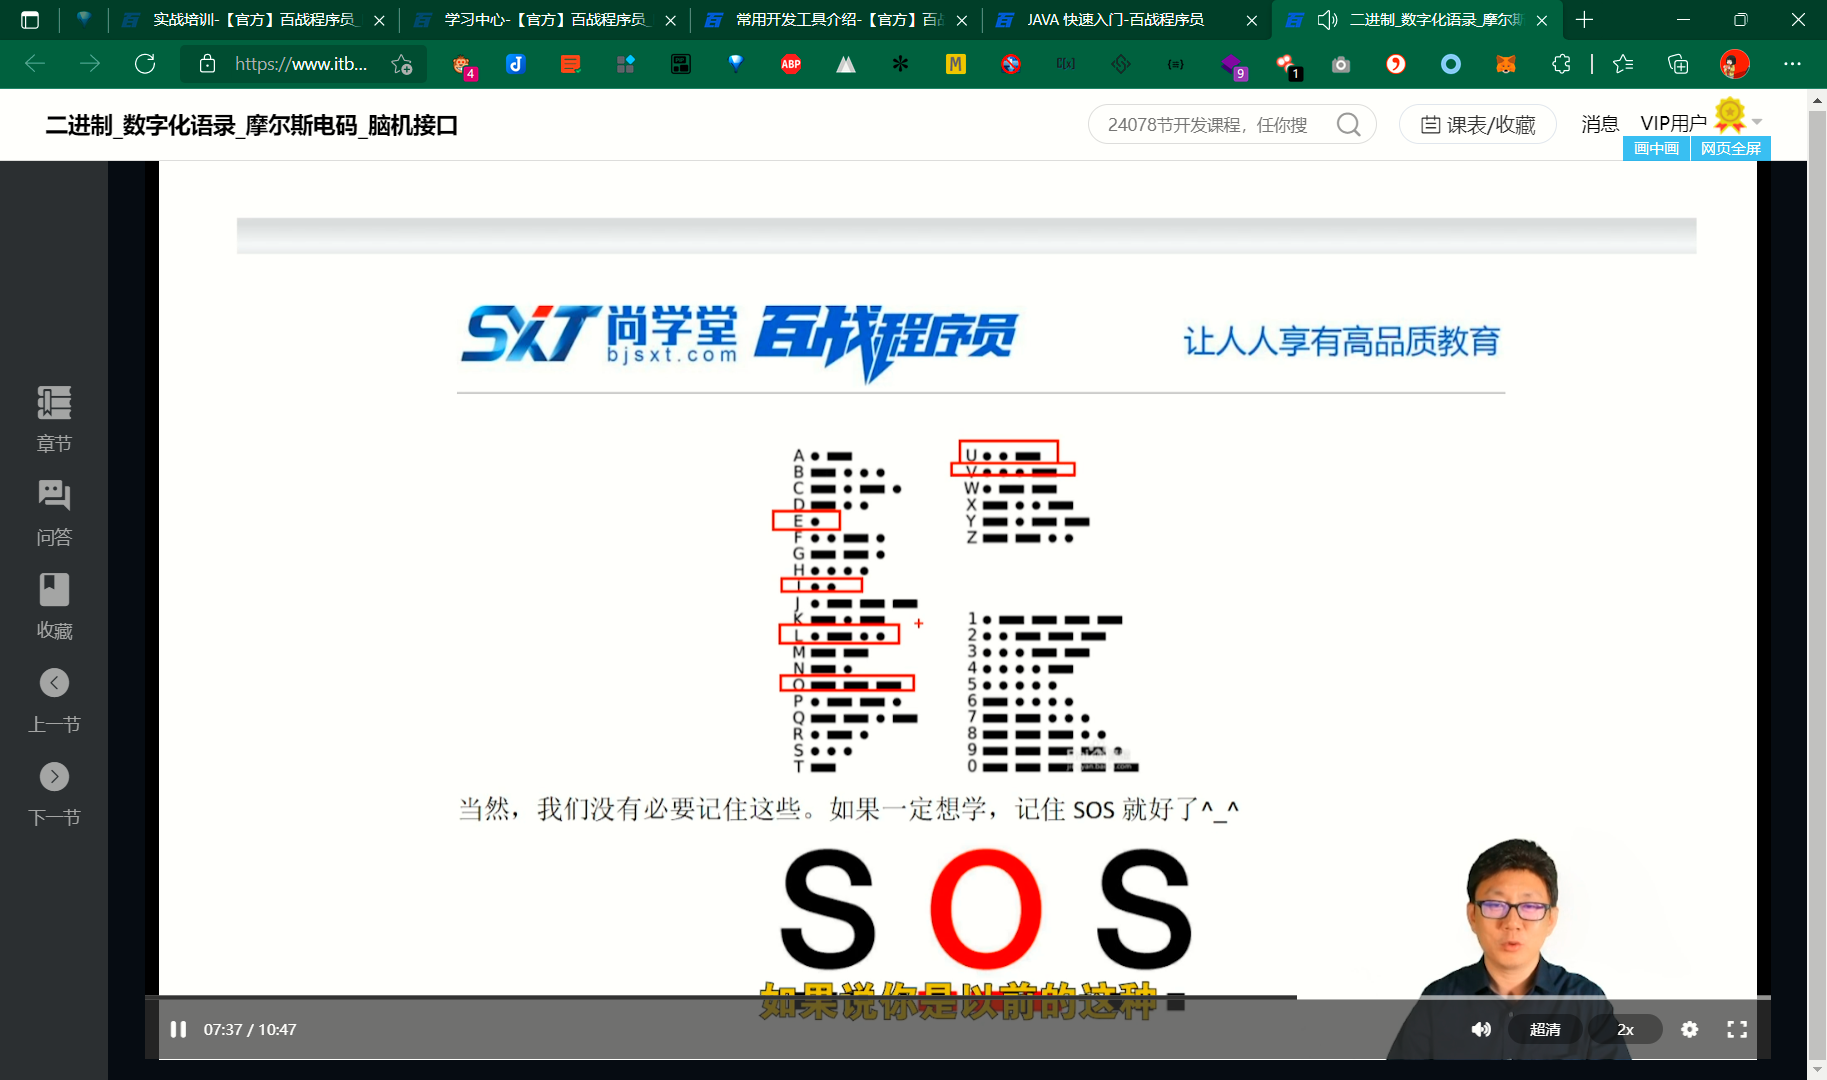 实战培训-【官方】百战程序员_
学习中心-【官方】百战程序员_
常用开发工具介绍-【官方】百战
JAVA 快速入门-百战程序员
二进制_数字化语录_摩尔斯
https://www.itb...
ABP
M
4
9
1
二进制_数字化语录_摩尔斯电码_脑机接口
24078节开发课程，任你搜
课表/收藏
消息
VIP用户
画中画
网页全屏
章节
问答
收藏
上一节
下一节
SXT 尚学堂
bjsxt.com
百战程序员
让人人享有高品质教育
A
B
C
D
E
F
G
H
I
J
K
L
M
N
O
P
Q
R
S
T
U
V
W
X
Y
Z
1
2
3
4
5
6
7
8
9
0
当然，我们没有必要记住这些。如果一定想学，记住 SOS 就好了^_^
SOS
如果说你是以前的这种
07:37 / 10:47
超清
2x